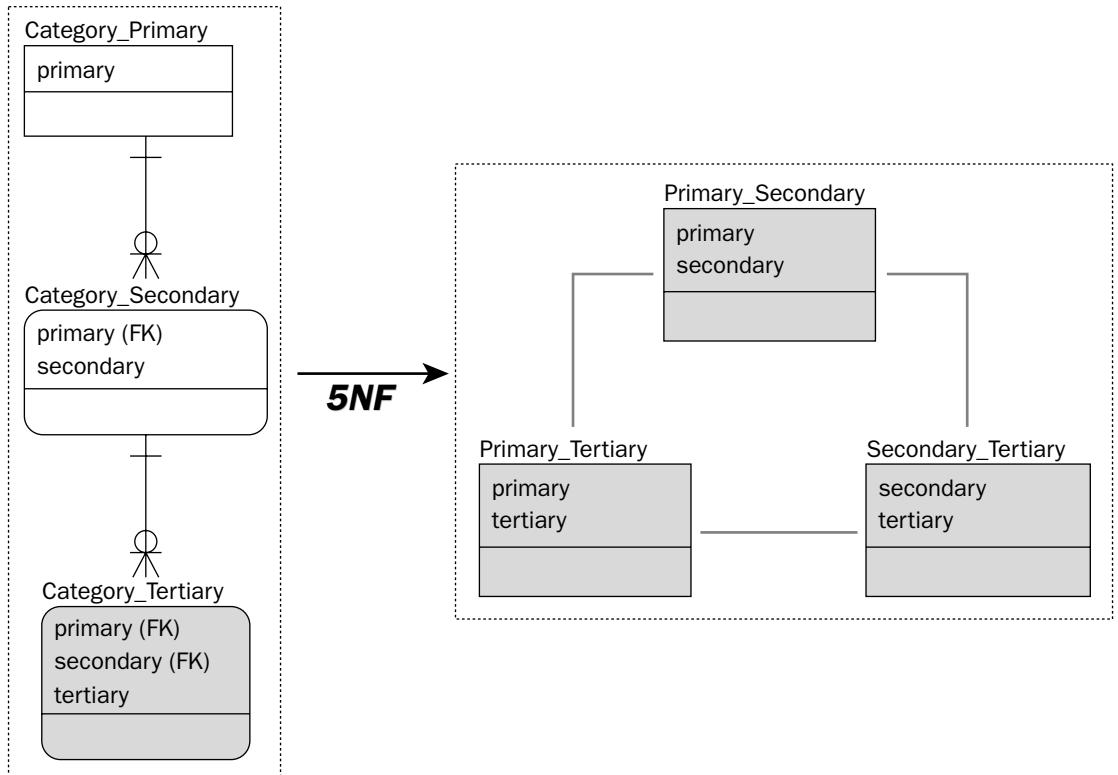 Category_Primary
primary
Category_Secondary
primary (FK)
secondary
Category_Tertiary
primary (FK)
secondary (FK)
tertiary
5NF
Primary_Secondary
primary
secondary
Primary_Tertiary
primary
tertiary
Secondary_Tertiary
secondary
tertiary